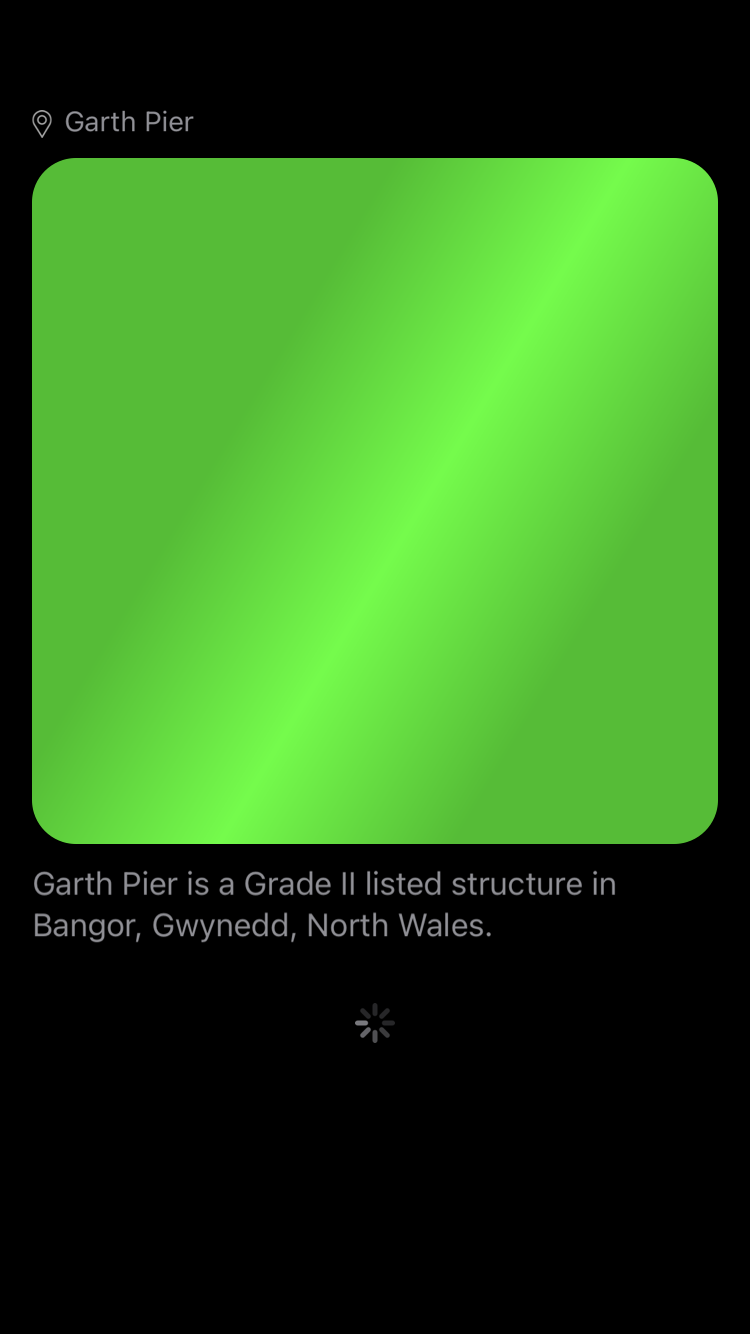 Garth Pier
Garth Pier is a Grade II listed structure in
Bangor, Gwynedd, North Wales.